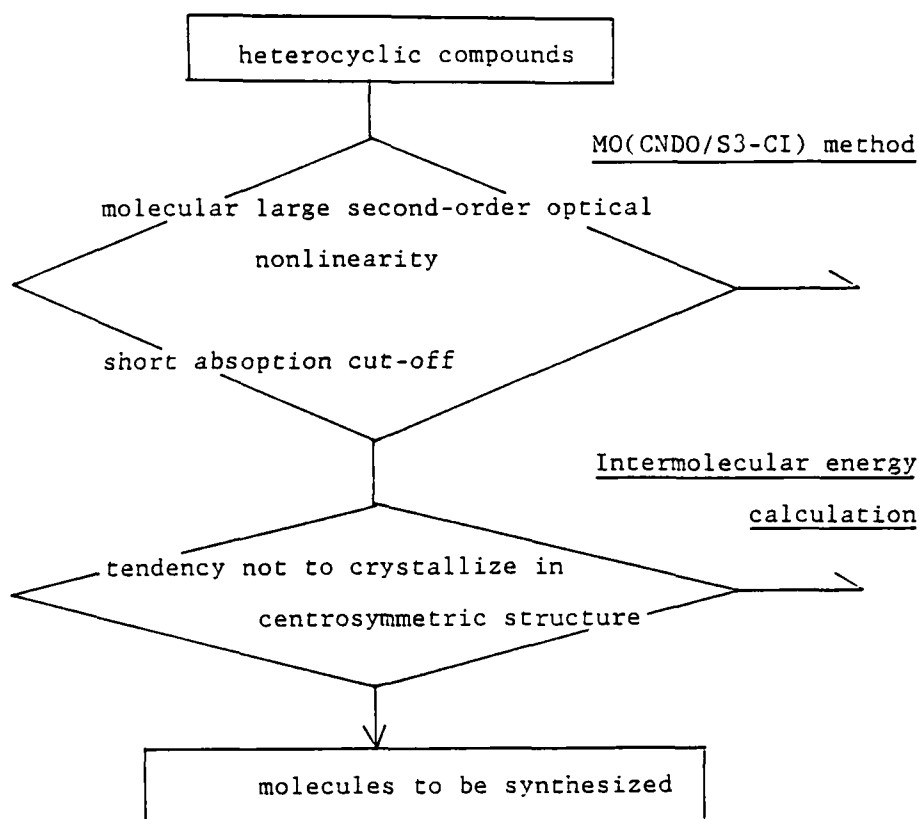 heterocyclic compounds
MO(CNDO/S3-CI) method
molecular large second-order optical
nonlinearity
short absoption cut-off
Intermolecular energy
calculation
tendency not to crystallize in
centrosymmetric structure
molecules to be synthesized